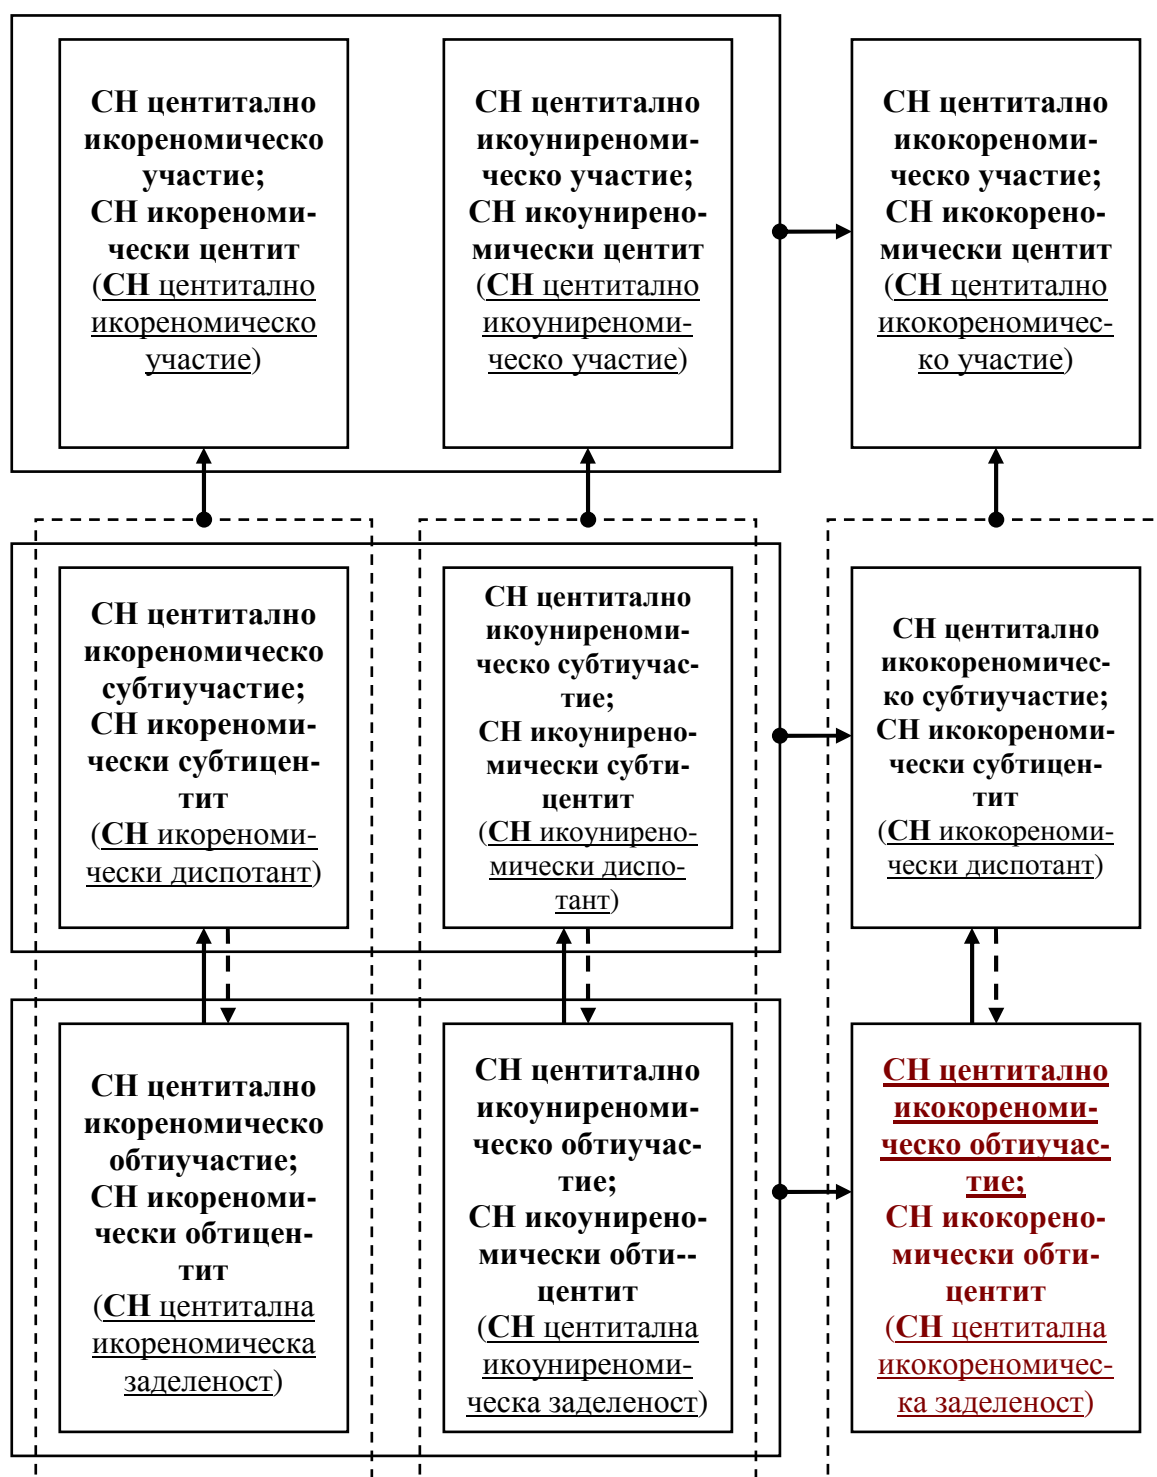 СН центитално
икореномическо
участие;
СН икореноми-
чески центит
(СН центитално
икореномическо
участие)
СН центитално
икоуниреноми-
ческо участие;
СН икоунирено-
мически центит
(СН центитално
икоуниреноми-
ческо участие)
СН центитално
икокореноми-
ческо участие;
СН икокорено-
мически центит
(СН центитално
икокореномичес-
ко участие)
СН центитално
икореномическо
субтиучастие;
СН икореноми-
чески субтицен-
тит
(СН икореноми-
чески диспотант)
СН центитално
икоуниреноми-
ческо субтиучас-
тие;
СН икоунирено-
мически субти-
центит
(СН икоунирено-
мически диспо-
тант)
СН центитално
икокореномичес-
ко субтиучастие;
СН икокореноми-
чески субтицен-
тит
(СН икокореноми-
чески диспотант)
СН центитално
икореномическо
обтиучастие;
СН икореноми-
чески обтицен-
тит
(СН центитална
икореномическа
заделеност)
СН центитално
икоуниреноми-
ческо обтиучас-
тие;
СН икоунирено-
мически обти--
центит
(СН центитална
икоуниреноми-
ческа заделеност)
СН центитално
икокореноми-
ческо обтиучас-
тие;
СН икокорено-
мически обти-
центит
(СН центитална
икокореномичес-
ка заделеност)